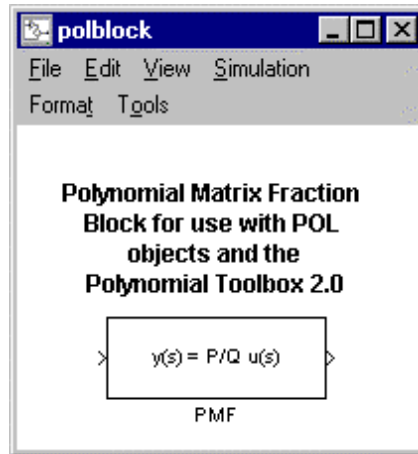 polblock
File Edit View Simulation
Format Tools
Polynomial Matrix Fraction
Block for use with POL
objects and the
Polynomial Toolbox 2.0
y(s) = P/Q u(s)
PMF